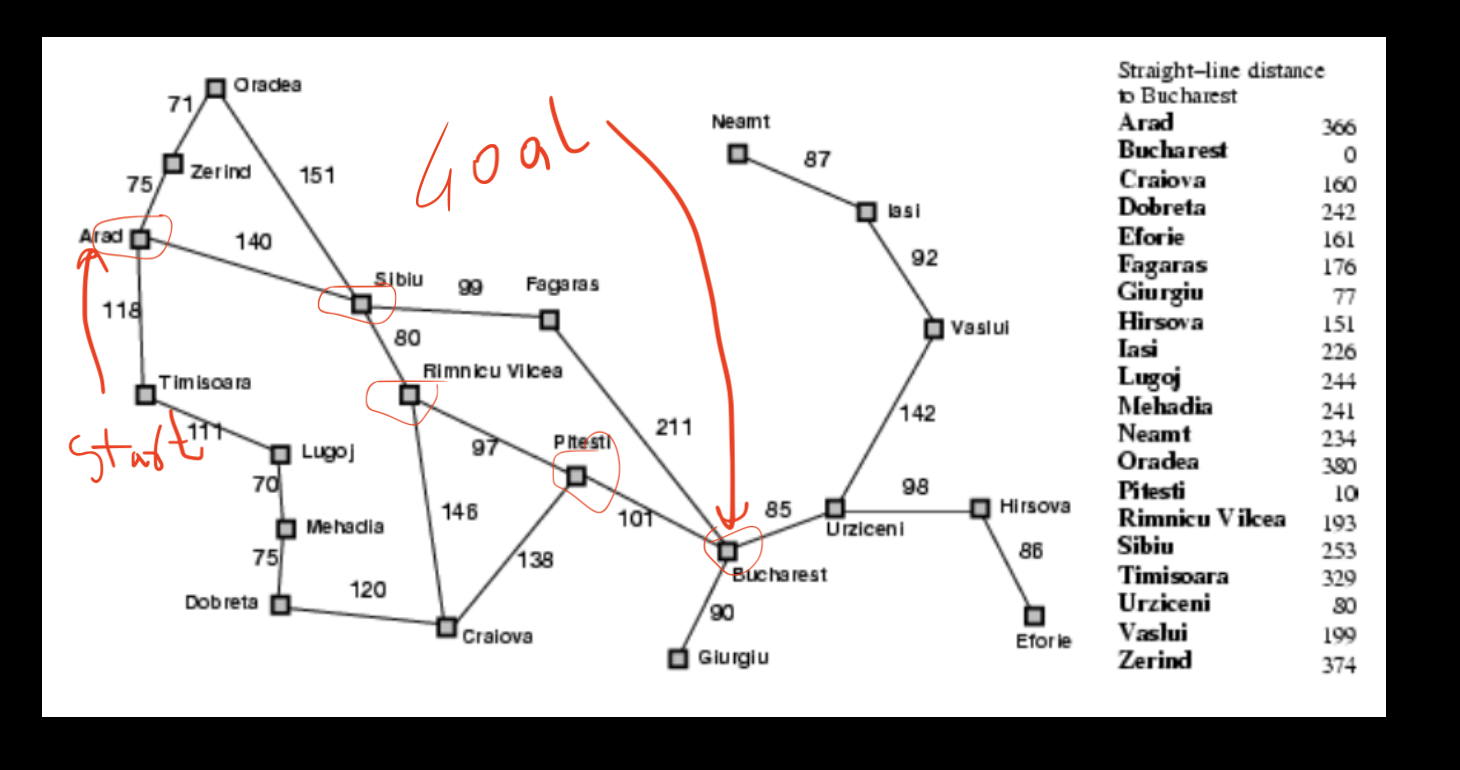 Oradea
71
Zerind
151
75
Arad
140
118
Sibiu
99
Fagaras
80
Rimnicu Vilcea
Timisoara
111
Lugoj
70
Mehadia
75
Dobreta
120
Craiova
146
97
Pitesti
211
138
101
Bucharest
90
Giurgiu
85
Urziceni
98
Hirsova
86
Eforie
142
Vaslui
92
Iasi
87
Neamt
Goal
Start
Straight–line distance
to Bucharest
Arad 366
Bucharest 0
Craiova 160
Dobreta 242
Eforie 161
Fagaras 176
Giurgiu 77
Hirsova 151
Iasi 226
Lugoj 244
Mehadia 241
Neamt 234
Oradea 380
Pitesti 10
Rimnicu Vilcea 193
Sibiu 253
Timisoara 329
Urziceni 80
Vaslui 199
Zerind 374